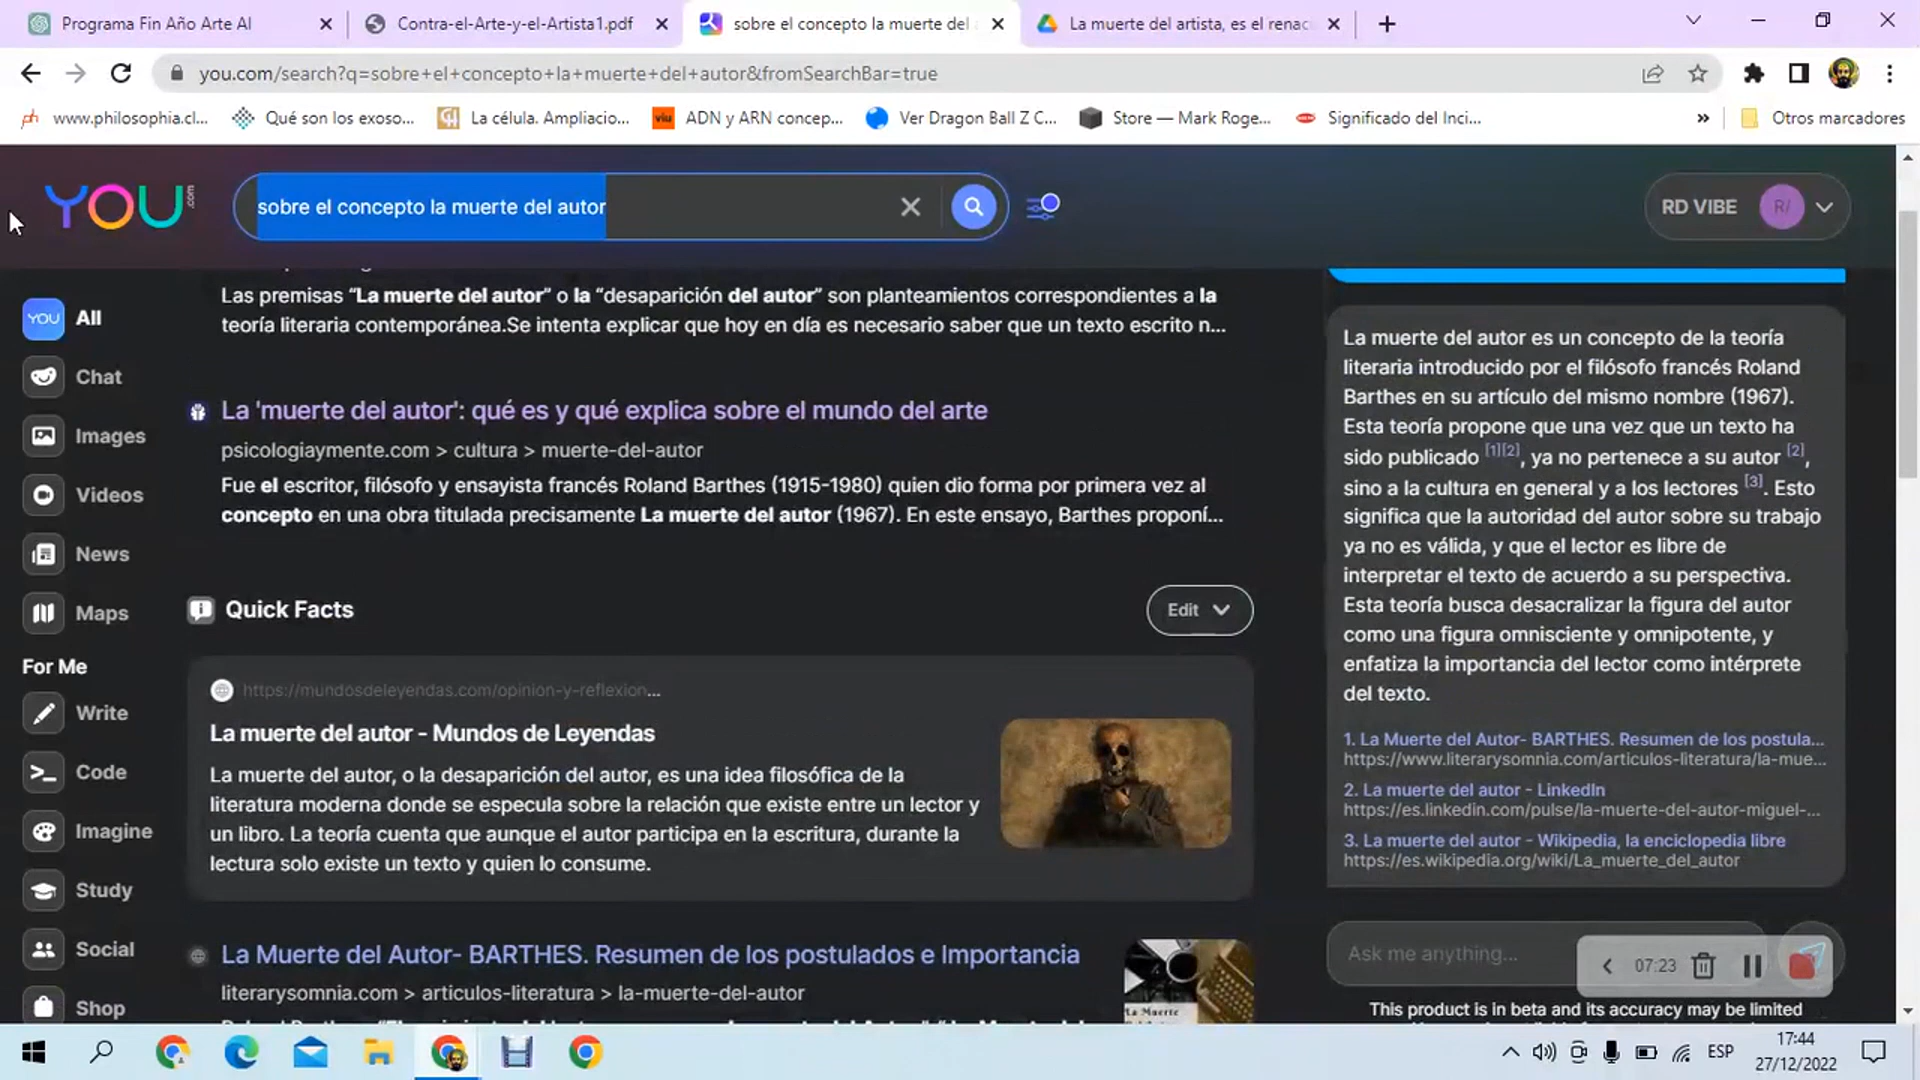 Programa Fin Año Arte AI
Contra-el-Arte-y-el-Artista1.pdf
sobre el concepto la muerte del a
La muerte del artista, es el renac
you.com/search?q=sobre+el+concepto+la+muerte+del+autor&fromSearchBar=true
www.philosophia.cl...
Qué son los exoso...
La célula. Ampliacio...
viu
ADN y ARN concep...
Ver Dragon Ball Z C...
Store — Mark Roge...
Significado del Inci...
»
Otros marcadores
YOU.com
sobre el concepto la muerte del autor
RD VIBE
R/
Las premisas “La muerte del autor” o la “desaparición del autor” son planteamientos correspondientes a la
teoría literaria contemporánea.Se intenta explicar que hoy en día es necesario saber que un texto escrito n...
La 'muerte del autor': qué es y qué explica sobre el mundo del arte
psicologiaymente.com > cultura > muerte-del-autor
Fue el escritor, filósofo y ensayista francés Roland Barthes (1915-1980) quien dio forma por primera vez al
concepto en una obra titulada precisamente La muerte del autor (1967). En este ensayo, Barthes proponí...
Quick Facts
Edit
https://mundosdeleyendas.com/opinion-y-reflexion...
La muerte del autor - Mundos de Leyendas
La muerte del autor, o la desaparición del autor, es una idea filosófica de la
literatura moderna donde se especula sobre la relación que existe entre un lector y
un libro. La teoría cuenta que aunque el autor participa en la escritura, durante la
lectura solo existe un texto y quien lo consume.
La Muerte del Autor- BARTHES. Resumen de los postulados e Importancia
literarysomnia.com > articulos-literatura > la-muerte-del-autor
La Muerte
YOU
All
Chat
Images
Videos
News
Maps
For Me
Write
Code
Imagine
Study
Social
Shop
La muerte del autor es un concepto de la teoría
literaria introducido por el filósofo francés Roland
Barthes en su artículo del mismo nombre (1967).
Esta teoría propone que una vez que un texto ha
sido publicado [1][2], ya no pertenece a su autor [2],
sino a la cultura en general y a los lectores [3]. Esto
significa que la autoridad del autor sobre su trabajo
ya no es válida, y que el lector es libre de
interpretar el texto de acuerdo a su perspectiva.
Esta teoría busca desacralizar la figura del autor
como una figura omnisciente y omnipotente, y
enfatiza la importancia del lector como intérprete
del texto.
1. La Muerte del Autor- BARTHES. Resumen de los postula...
https://www.literarysomnia.com/articulos-literatura/la-mue...
2. La muerte del autor - LinkedIn
https://es.linkedin.com/pulse/la-muerte-del-autor-miguel-...
3. La muerte del autor - Wikipedia, la enciclopedia libre
https://es.wikipedia.org/wiki/La_muerte_del_autor
Ask me anything...
07:23
This product is in beta and its accuracy may be limited
ESP
17:44
27/12/2022